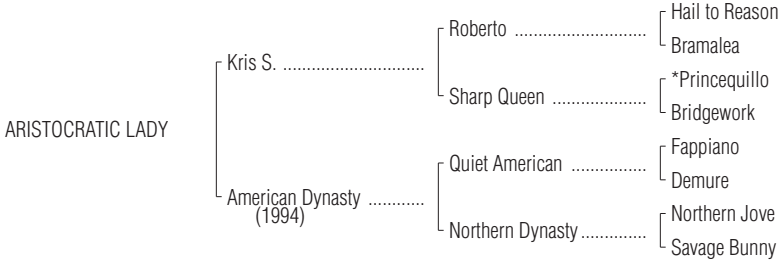 Hail to Reason
Roberto ............................
Bramalea
Kris S. ..............................
*Princequillo
Sharp Queen ....................
Bridgework
ARISTOCRATIC LADY
Fappiano
Quiet American ................
Demure
American Dynasty ............
(1994)
Northern Jove
Northern Dynasty ..............
Savage Bunny